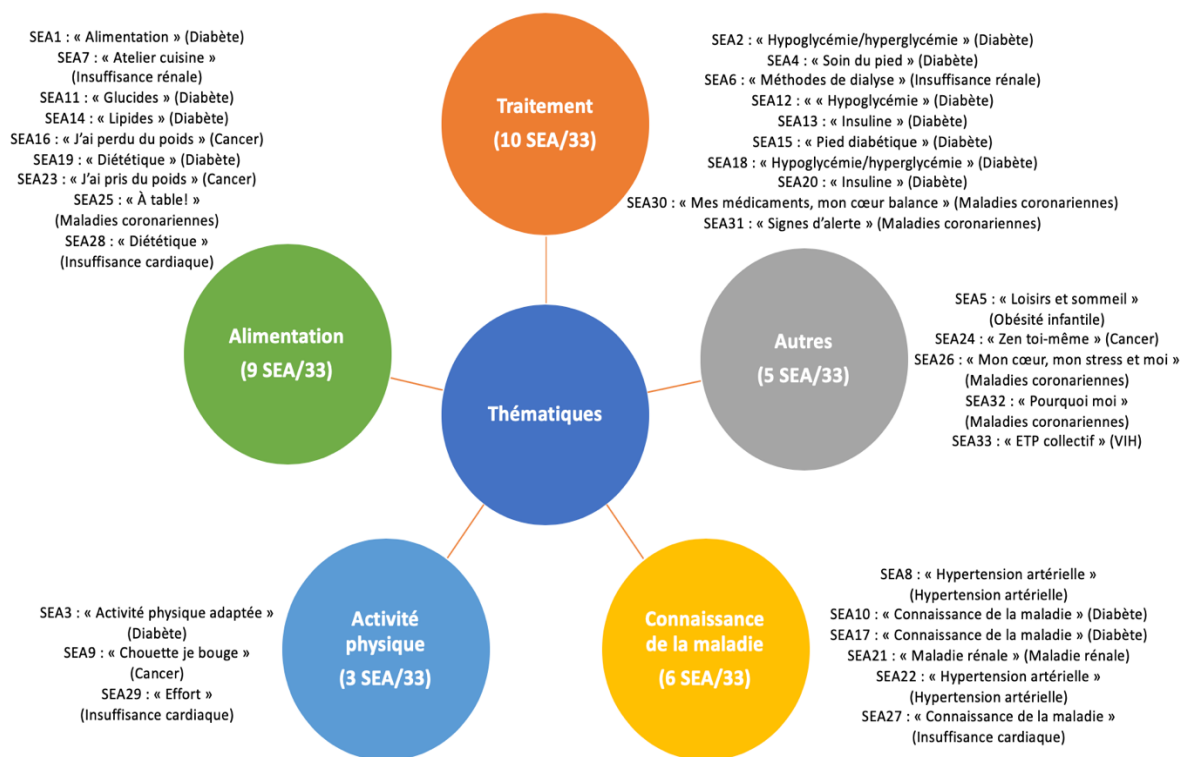 SEA1 : « Alimentation » (Diabète)
SEA7 : « Atelier cuisine »
(Insuffisance rénale)
SEA11 : « Glucides » (Diabète)
SEA14 : « Lipides » (Diabète)
SEA16 : « J'ai perdu du poids » (Cancer)
SEA19 : « Diététique » (Diabète)
SEA23 : « J'ai pris du poids » (Cancer)
SEA25 : « À table! »
(Maladies coronariennes)
SEA28 : « Diététique »
(Insuffisance cardiaque)
Traitement
(10 SEA/33)
SEA2 : « Hypoglycémie/hyperglycémie » (Diabète)
SEA4 : « Soin du pied » (Diabète)
SEA6 : « Méthodes de dialyse » (Insuffisance rénale)
SEA12 : « « Hypoglycémie » (Diabète)
SEA13 : « Insuline » (Diabète)
SEA15 : « Pied diabétique » (Diabète)
SEA18 : « Hypoglycémie/hyperglycémie » (Diabète)
SEA20 : « Insuline » (Diabète)
SEA30 : « Mes médicaments, mon cœur balance » (Maladies coronariennes)
SEA31 : « Signes d'alerte » (Maladies coronariennes)
Alimentation
(9 SEA/33)
Thématiques
Autres
(5 SEA/33)
SEA5 : « Loisirs et sommeil »
(Obésité infantile)
SEA24 : « Zen toi-même » (Cancer)
SEA26 : « Mon cœur, mon stress et moi »
(Maladies coronariennes)
SEA32 : « Pourquoi moi »
(Maladies coronariennes)
SEA33 : « ETP collectif » (VIH)
SEA3 : « Activité physique adaptée »
(Diabète)
SEA9 : « Chouette je bouge »
(Cancer)
SEA29 : « Effort »
(Insuffisance cardiaque)
Activité
physique
(3 SEA/33)
Connaissance
de la maladie
(6 SEA/33)
SEA8 : « Hypertension artérielle »
(Hypertension artérielle)
SEA10 : « Connaissance de la maladie » (Diabète)
SEA17 : « Connaissance de la maladie » (Diabète)
SEA21 : « Maladie rénale » (Maladie rénale)
SEA22 : « Hypertension artérielle »
(Hypertension artérielle)
SEA27 : « Connaissance de la maladie »
(Insuffisance cardiaque)